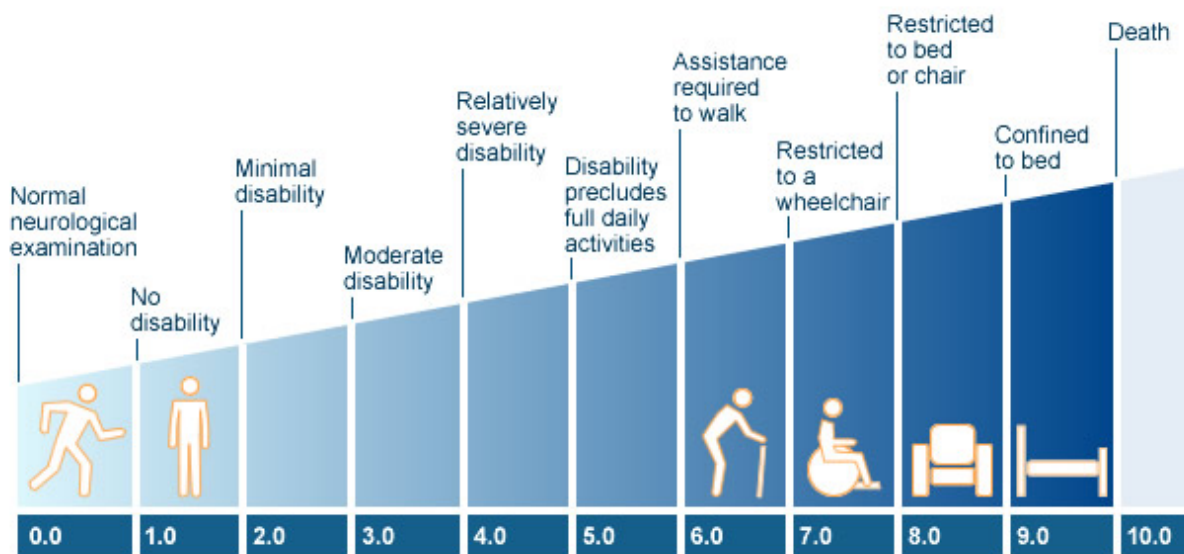 Normal
neurological
examination
No
disability
Minimal
disability
Moderate
disability
Relatively
severe
disability
Disability
precludes
full daily
activities
Assistance
required
to walk
Restricted
to a
wheelchair
Restricted
to bed
or chair
Confined
to bed
Death
0.0 1.0 2.0 3.0 4.0 5.0 6.0 7.0 8.0 9.0 10.0